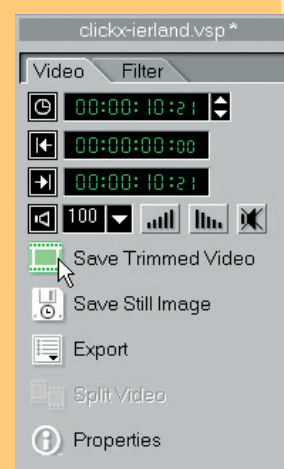 clickx-ierland.vsp*
Video Filter
00:00:10:21
00:00:00:00
00:00:10:21
100
Save Trimmed Video
Save Still Image
Export
Split Video
Properties